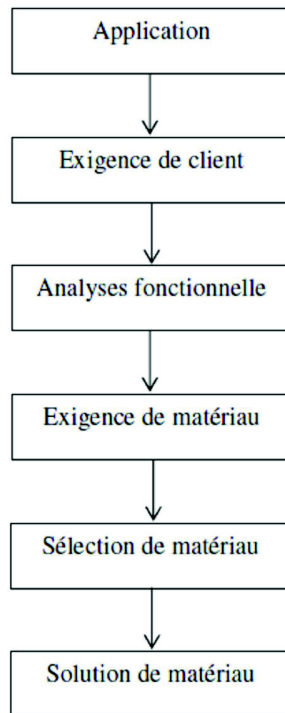 Application
Exigence de client
Analyses fonctionnelle
Exigence de matériau
Sélection de matériau
Solution de matériau